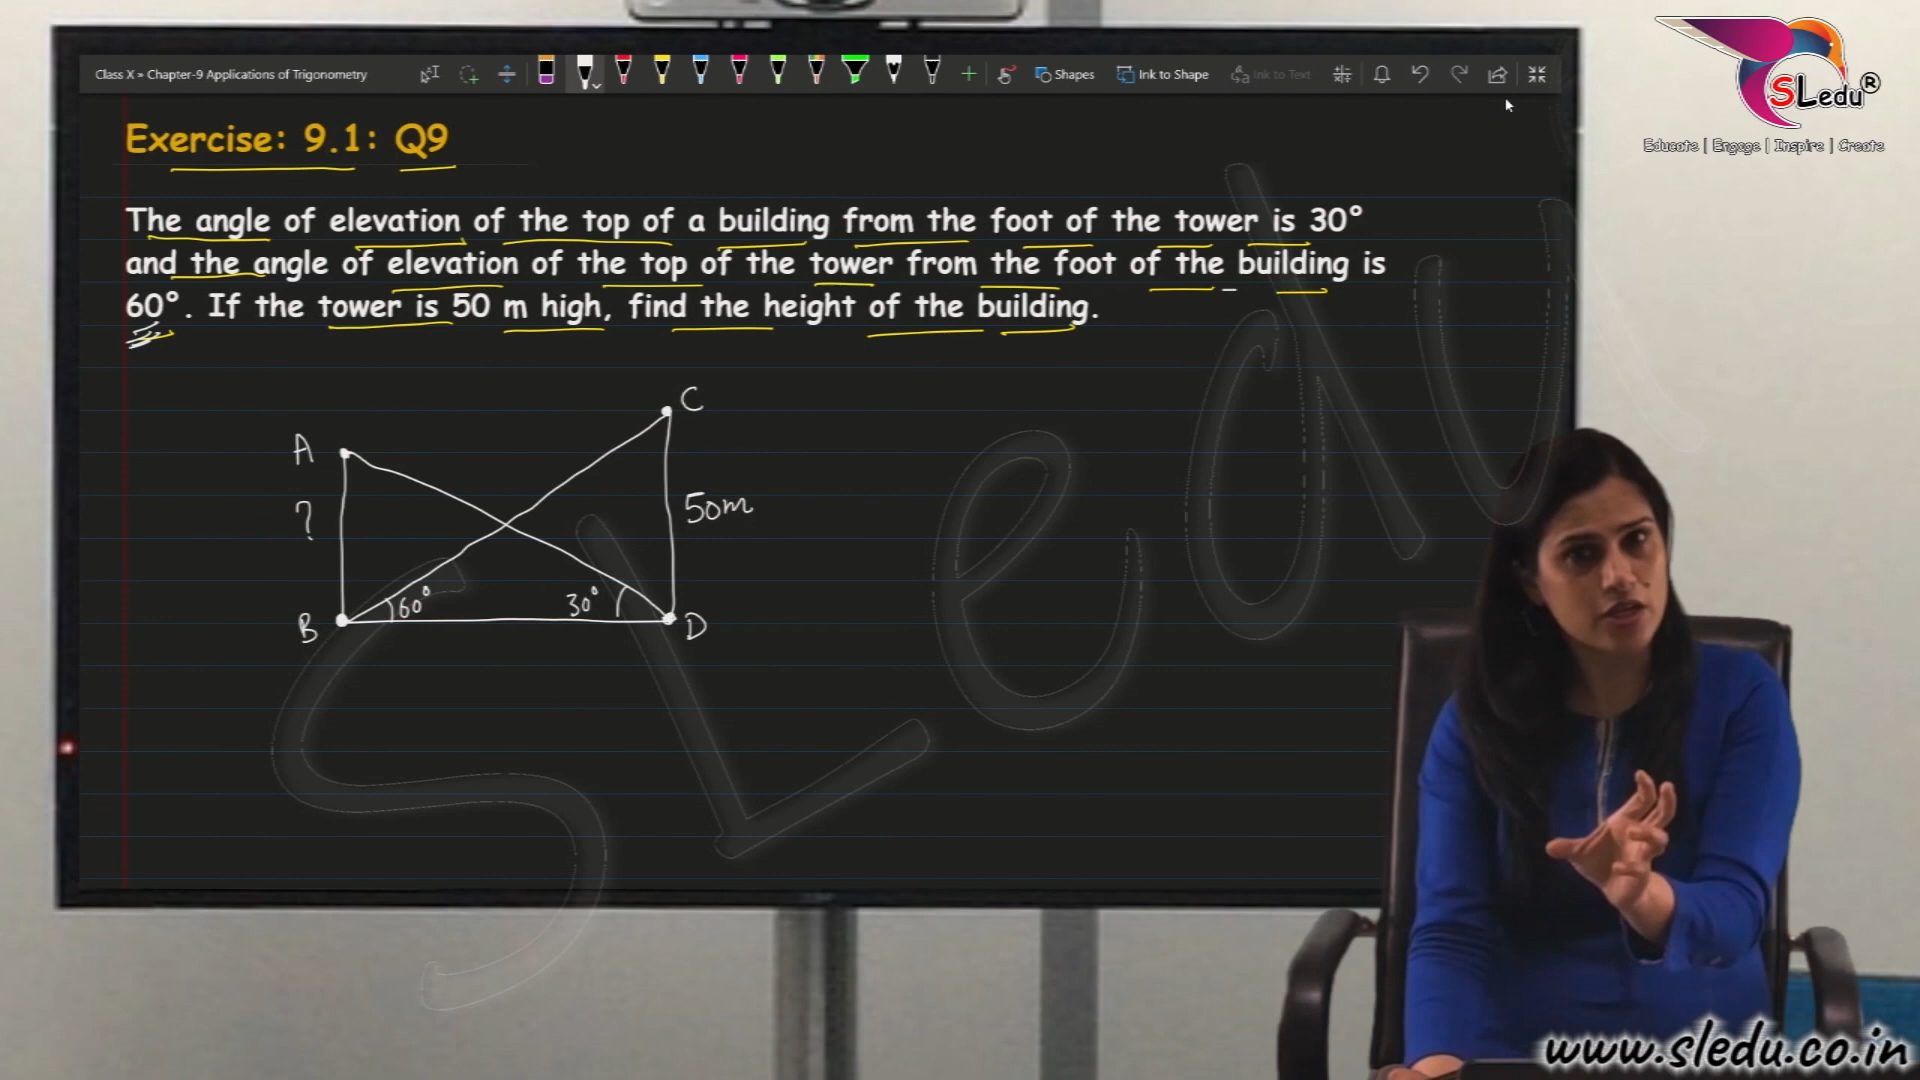 Class X » Chapter-9 Applications of Trigonometry
Shapes
Ink to Shape
Ink to Text
SLedu®
Educate | Engage | Inspire | Create
Exercise: 9.1: Q9
The angle of elevation of the top of a building from the foot of the tower is 30°
and the angle of elevation of the top of the tower from the foot of the building is
60°. If the tower is 50 m high, find the height of the building.
C
A
?
50m
60°
30°
B
D
SLedu
www.sledu.co.in